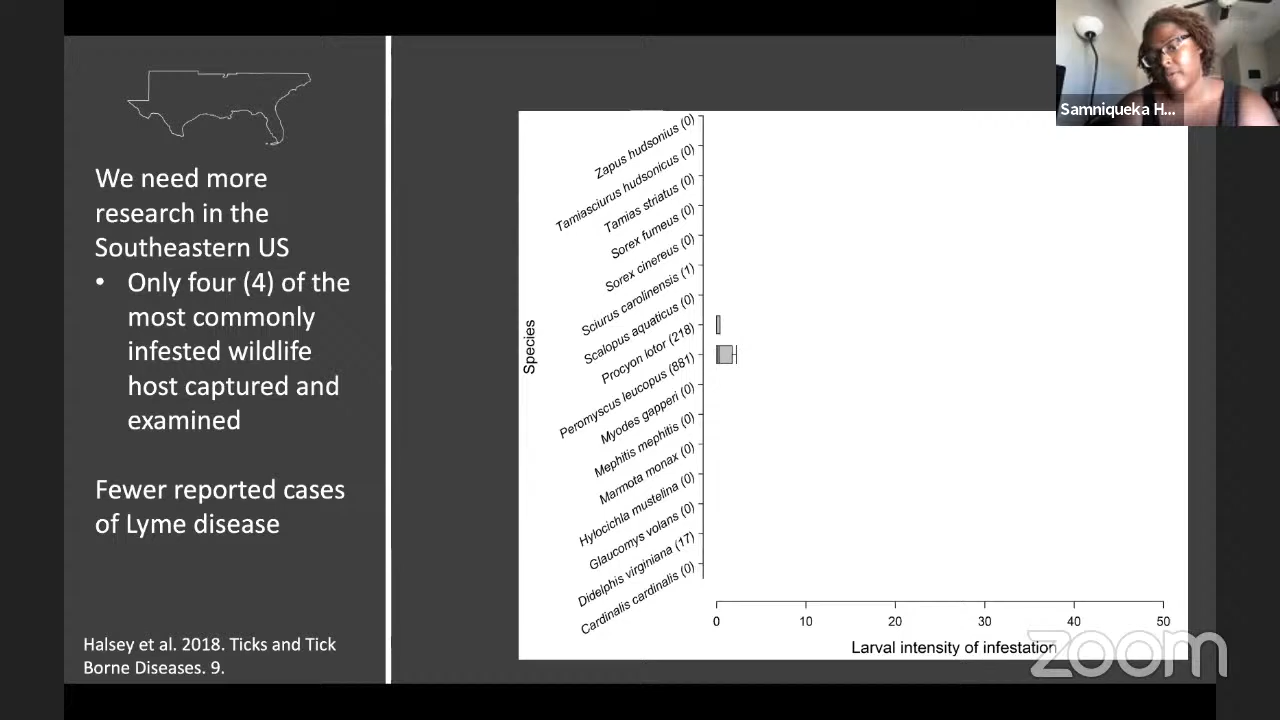 Samniqueka H...
We need more
research in the
Southeastern US
• Only four (4) of the
most commonly
infested wildlife
host captured and
examined
Fewer reported cases
of Lyme disease
Halsey et al. 2018. Ticks and Tick
Borne Diseases. 9.
Species
Zapus hudsonius (0)
Tamiasciurus hudsonicus (0)
Tamias striatus (0)
Sorex fumeus (0)
Sorex cinereus (0)
Sciurus carolinensis (1)
Scalopus aquaticus (0)
Procyon lotor (218)
Peromyscus leucopus (881)
Myodes gapperi (0)
Mephitis mephitis (0)
Marmota monax (0)
Hylocichla mustelina (0)
Glaucomys volans (0)
Didelphis virginiana (17)
Cardinalis cardinalis (0)
0 10 20 30 40 50
Larval intensity of infestation
zoom